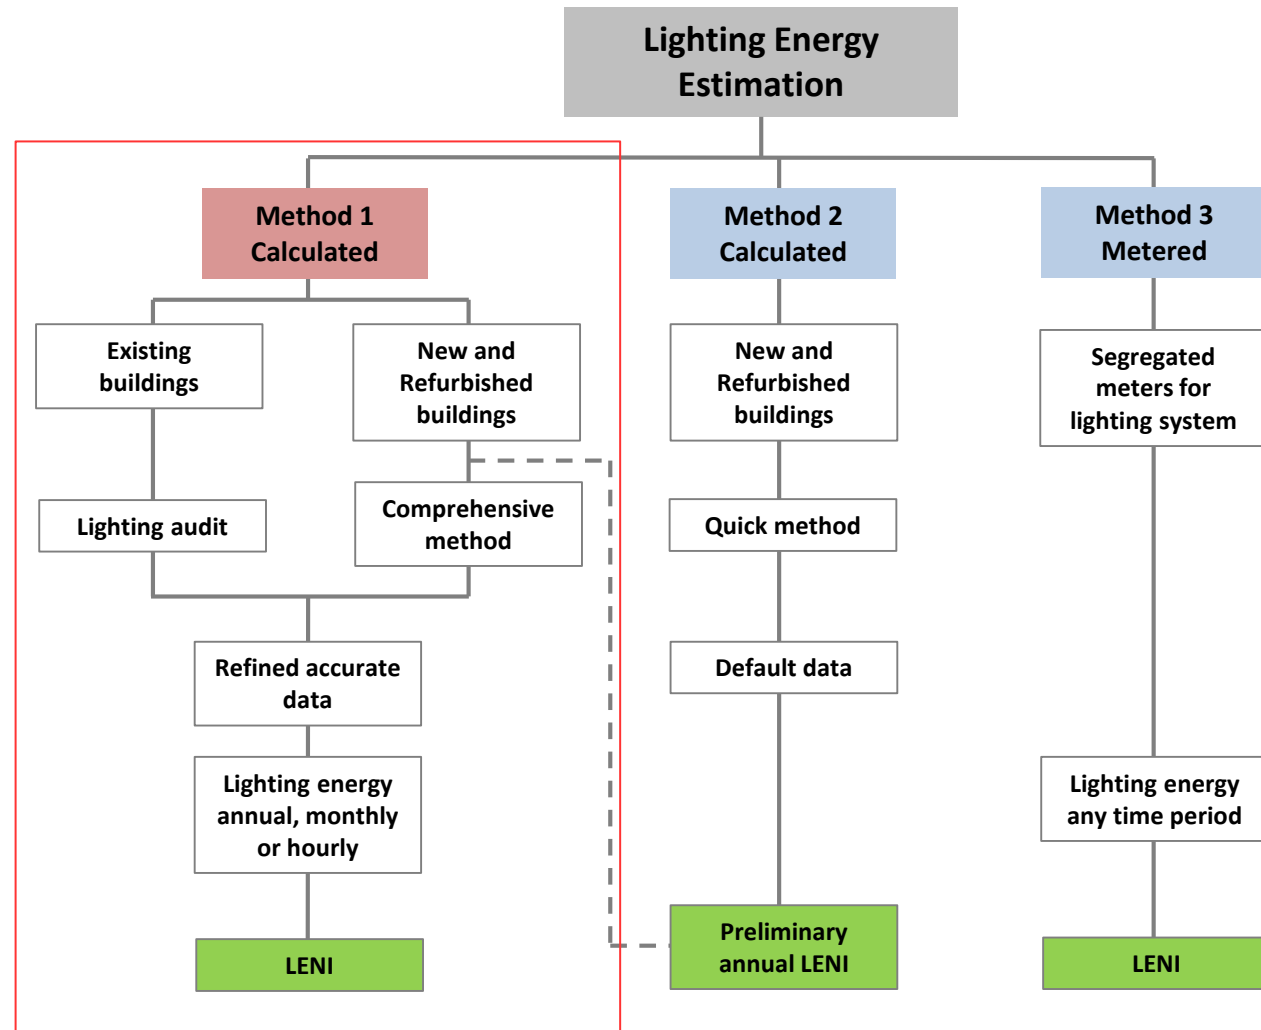 Lighting Energy
Estimation
Method 1
Calculated
Method 2
Calculated
Method 3
Metered
Existing
buildings
New and
Refurbished
buildings
New and
Refurbished
buildings
Segregated
meters for
lighting system
Lighting audit
Comprehensive
method
Quick method
Refined accurate
data
Default data
Lighting energy
annual, monthly
or hourly
Lighting energy
any time period
LENI
Preliminary
annual LENI
LENI